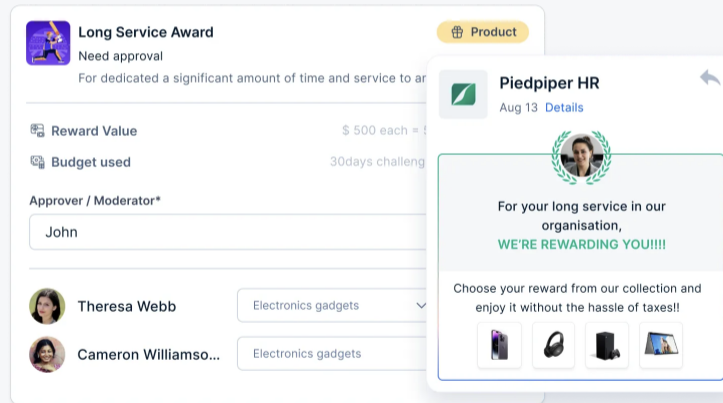 Long Service Award
Product
Need approval
For dedicated a significant amount of time and service to
Reward Value
$ 500 each =
Budget used
30days
Approver / Moderator*
John
Theresa Webb
Electronics gadgets
Cameron Williamso...
Electronics gadgets
Piedpiper HR
Aug 13 Details
For your long service in our
organisation,
WE'RE REWARDING YOU!!!!
Choose your reward from our collection and
enjoy it without the hassle of taxes!!